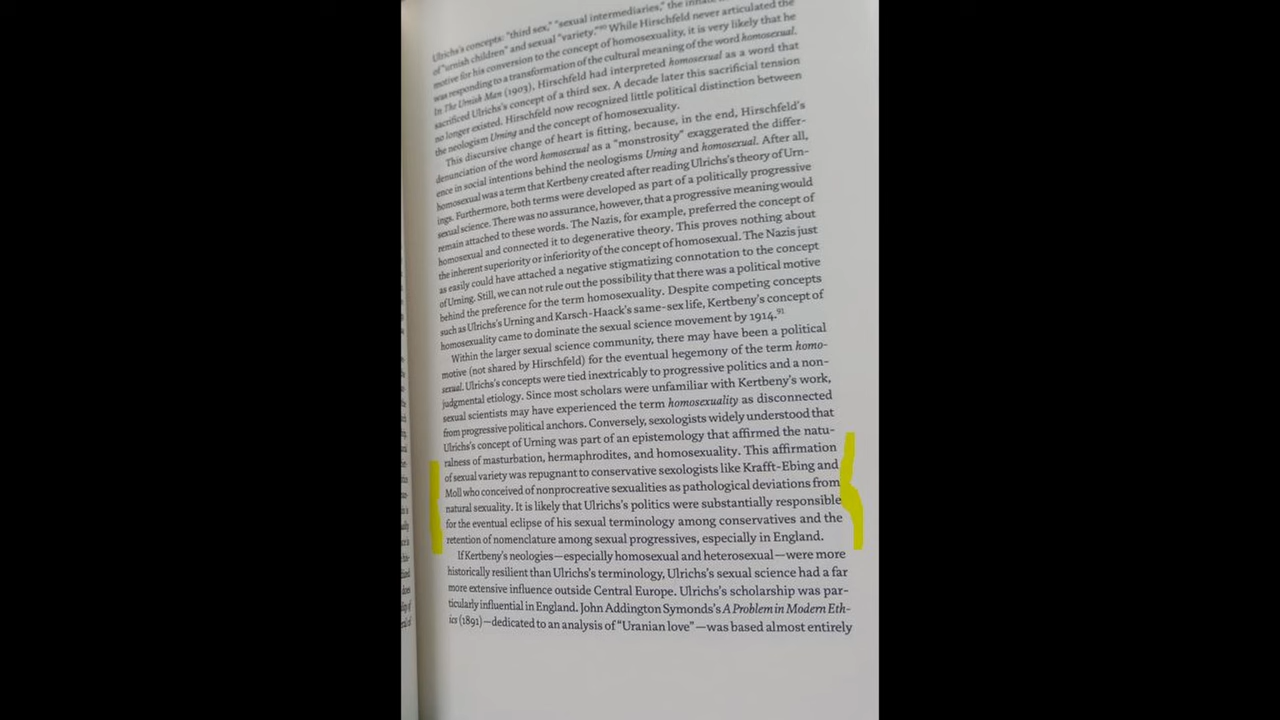 Ulrichs's concepts: "third sex," "sexual intermediaries," the innate
of "urnish children" and sexual "variety."⁹⁰ While Hirschfeld never articulated the
motive for his conversion to the concept of homosexuality, it is very likely that he
was responding to a transformation of the cultural meaning of the word homosexual.
In The Urnish Man (1903), Hirschfeld had interpreted homosexual as a word that
sacrificed Ulrichs's concept of a third sex. A decade later this sacrificial tension
no longer existed. Hirschfeld now recognized little political distinction between
the neologism Urning and the concept of homosexuality.
This discursive change of heart is fitting, because, in the end, Hirschfeld's
denunciation of the word homosexual as a "monstrosity" exaggerated the differ-
ence in social intentions behind the neologisms Urning and homosexual. After all,
homosexual was a term that Kertbeny created after reading Ulrichs's theory of Urn-
ings. Furthermore, both terms were developed as part of a politically progressive
sexual science. There was no assurance, however, that a progressive meaning would
remain attached to these words. The Nazis, for example, preferred the concept of
homosexual and connected it to degenerative theory. This proves nothing about
the inherent superiority or inferiority of the concept of homosexual. The Nazis just
as easily could have attached a negative stigmatizing connotation to the concept
of Urning. Still, we can not rule out the possibility that there was a political motive
behind the preference for the term homosexuality. Despite competing concepts
such as Ulrichs's Urning and Karsch-Haack's same-sex life, Kertbeny's concept of
homosexuality came to dominate the sexual science movement by 1914.⁹¹
Within the larger sexual science community, there may have been a political
motive (not shared by Hirschfeld) for the eventual hegemony of the term homo-
sexual. Ulrichs's concepts were tied inextricably to progressive politics and a non-
judgmental etiology. Since most scholars were unfamiliar with Kertbeny's work,
sexual scientists may have experienced the term homosexuality as disconnected
from progressive political anchors. Conversely, sexologists widely understood that
Ulrichs's concept of Urning was part of an epistemology that affirmed the natu-
ralness of masturbation, hermaphrodites, and homosexuality. This affirmation
of sexual variety was repugnant to conservative sexologists like Krafft-Ebing and
Moll who conceived of nonprocreative sexualities as pathological deviations from
natural sexuality. It is likely that Ulrichs's politics were substantially responsible
for the eventual eclipse of his sexual terminology among conservatives and the
retention of nomenclature among sexual progressives, especially in England.
If Kertbeny's neologies—especially homosexual and heterosexual—were more
historically resilient than Ulrichs's terminology, Ulrichs's sexual science had a far
more extensive influence outside Central Europe. Ulrichs's scholarship was par-
ticularly influential in England. John Addington Symonds's A Problem in Modern Eth-
ics (1891)—dedicated to an analysis of "Uranian love"—was based almost entirely